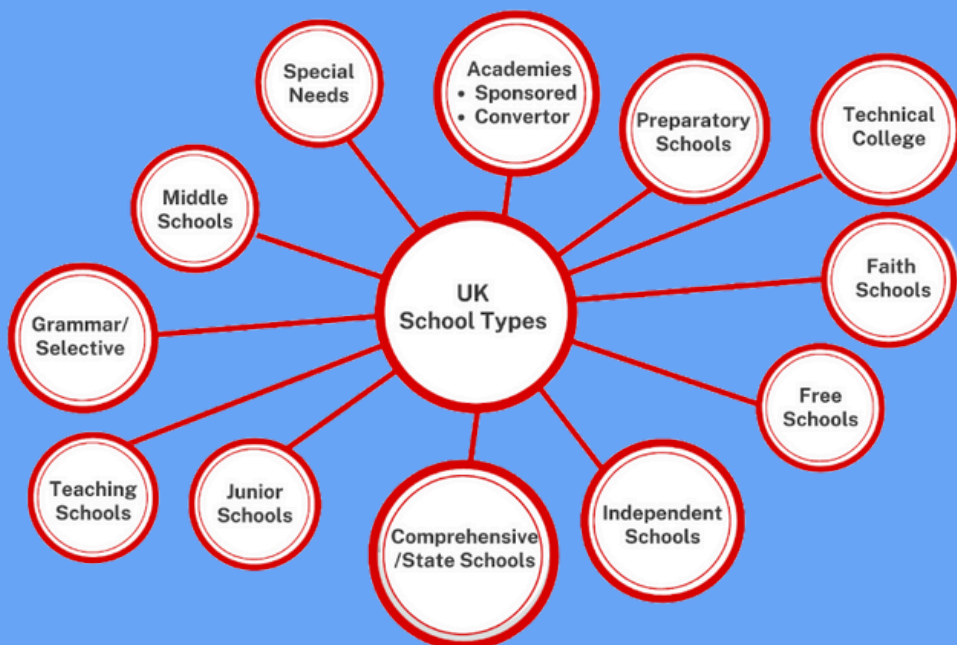 Special
Needs
Academies
• Sponsored
• Convertor
Preparatory
Schools
Technical
College
Middle
Schools
UK
School Types
Faith
Schools
Grammar/
Selective
Free
Schools
Teaching
Schools
Junior
Schools
Comprehensive
/State Schools
Independent
Schools